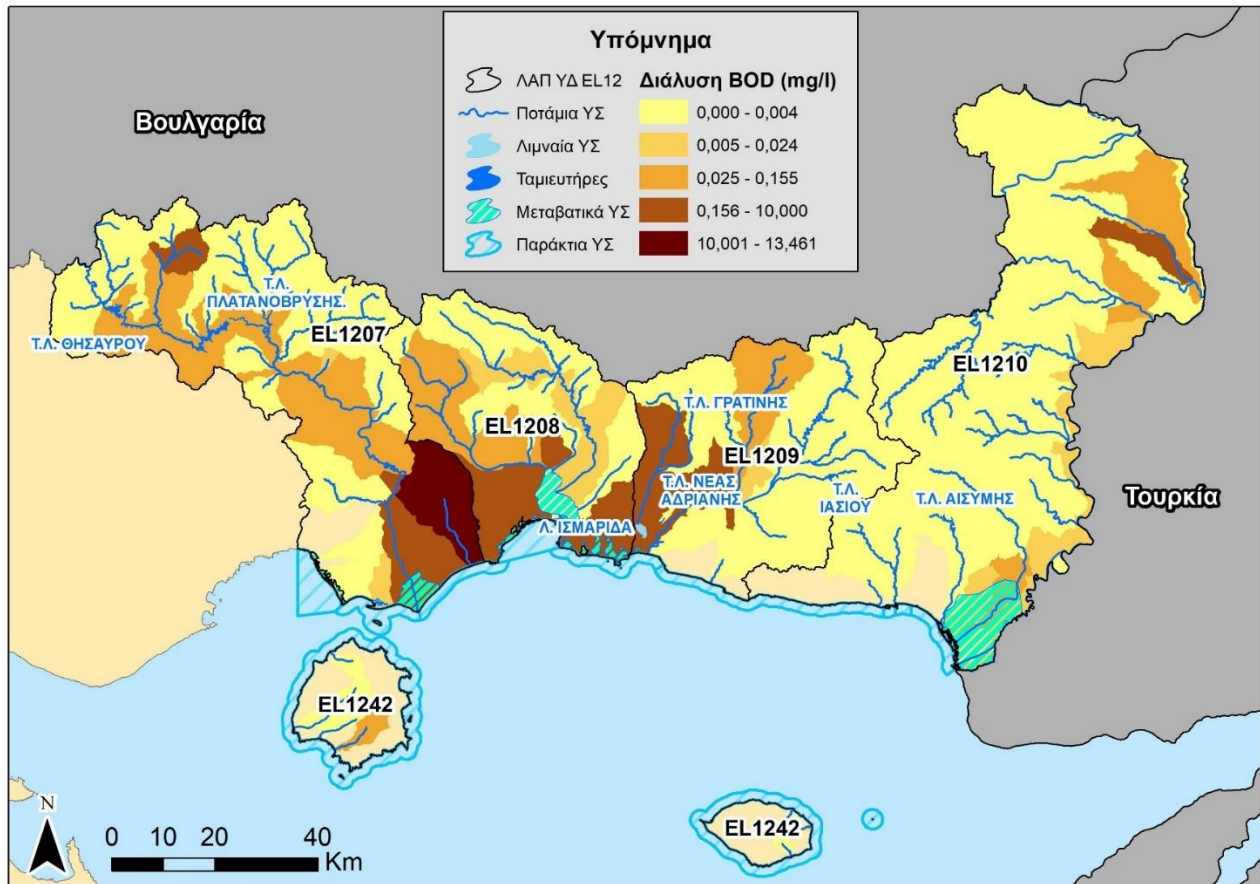 Υπόμνημα
ΛΑΠ ΥΔ EL12
Ποτάμια ΥΣ
Λιμναία ΥΣ
Ταμιευτήρες
Μεταβατικά ΥΣ
Παράκτια ΥΣ
Διάλυση BOD (mg/l)
0,000 - 0,004
0,005 - 0,024
0,025 - 0,155
0,156 - 10,000
10,001 - 13,461
Βουλγαρία
Τ.Λ.
ΠΛΑΤΑΝΟΒΡΥΣΗΣ.
EL1207
Τ.Λ. ΘΗΣΑΥΡΟΥ
EL1208
Τ.Λ. ΓΡΑΤΙΝΗΣ
EL1209
EL1210
Τ.Λ. ΝΕΑΣ
ΑΔΡΙΑΝΗΣ
Τ.Λ.
ΙΑΣΙΟΥ
Τ.Λ. ΑΙΣΥΜΗΣ
Τουρκία
Λ. ΙΣΜΑΡΙΔΑ
EL1242
EL1242
N
0 10 20 40
Km